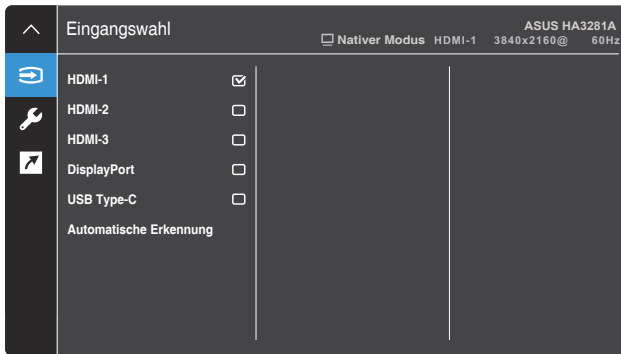 Eingangswahl
ASUS HA3281A
Nativer Modus HDMI-1 3840x2160@ 60Hz
HDMI-1
HDMI-2
HDMI-3
DisplayPort
USB Type-C
Automatische Erkennung